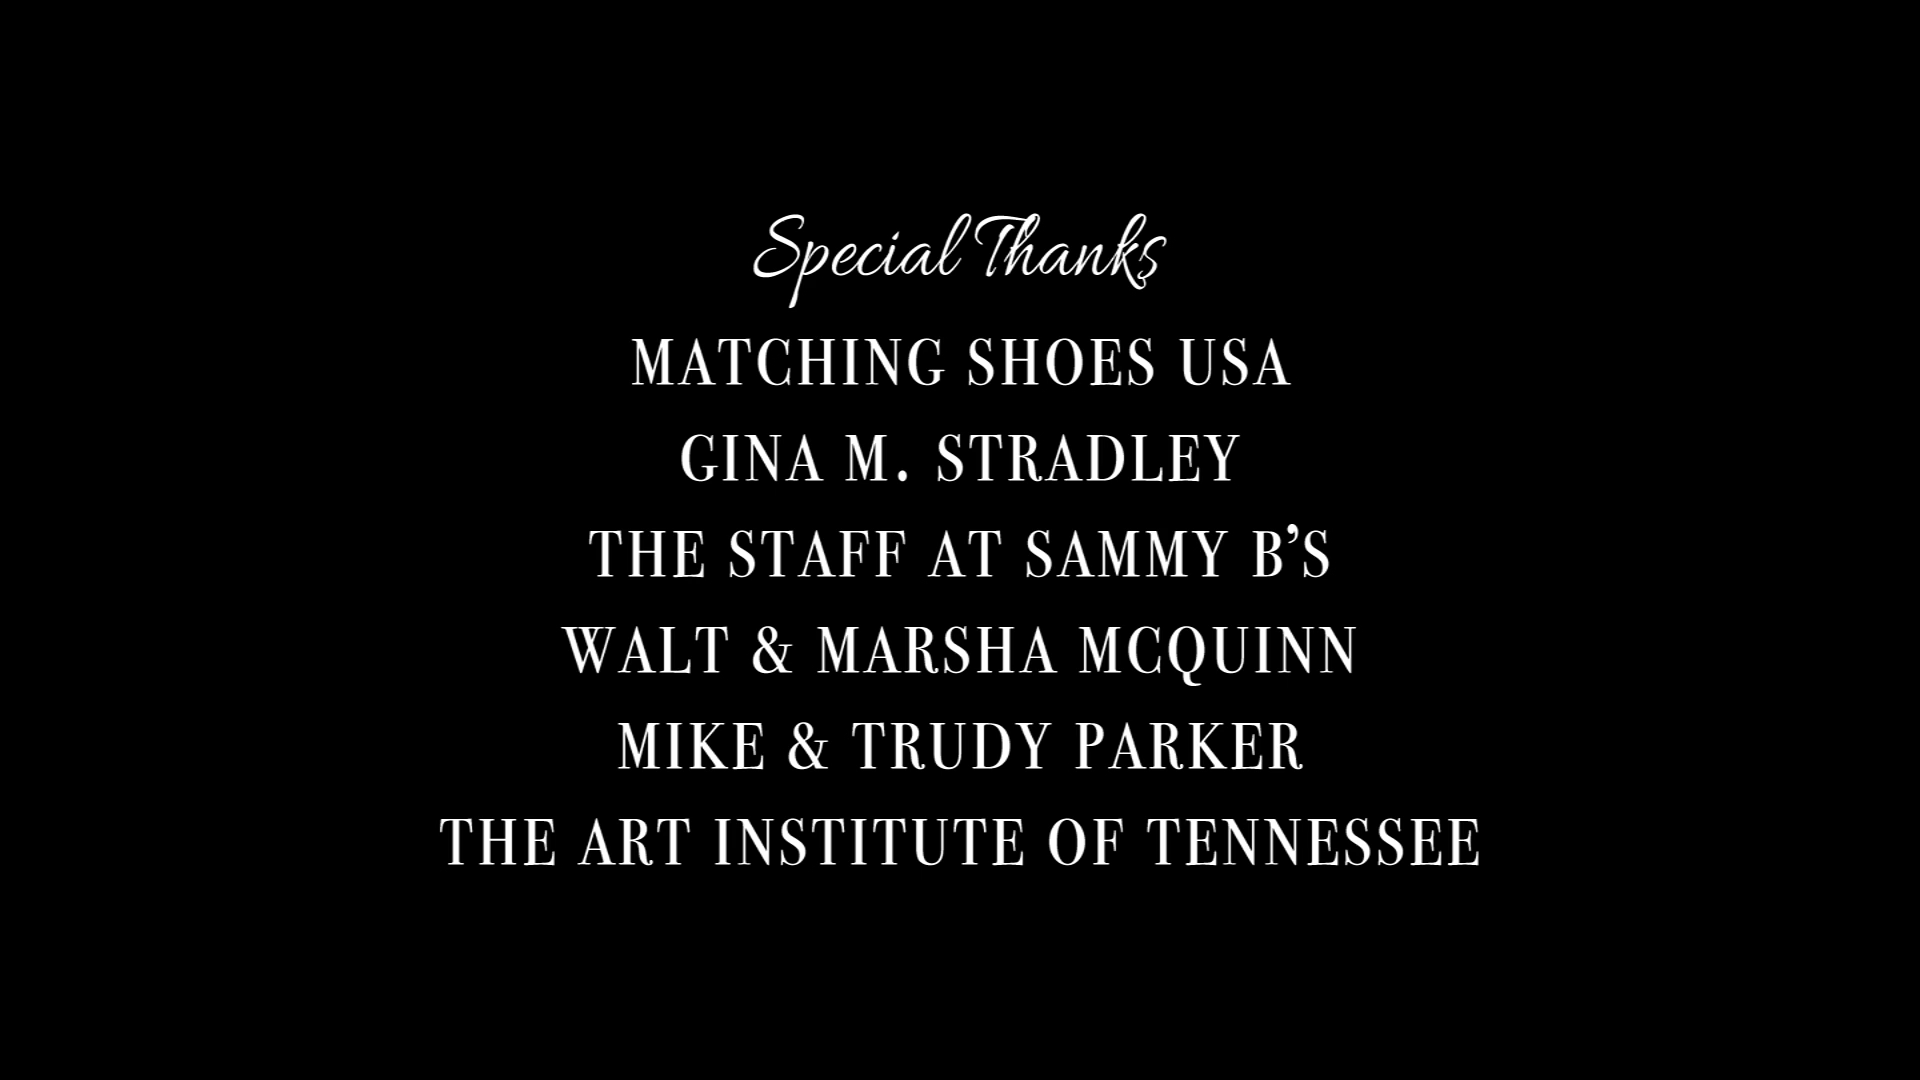 Special Thanks
MATCHING SHOES USA
GINA M. STRADLEY
THE STAFF AT SAMMY B’S
WALT & MARSHA MCQUINN
MIKE & TRUDY PARKER
THE ART INSTITUTE OF TENNESSEE